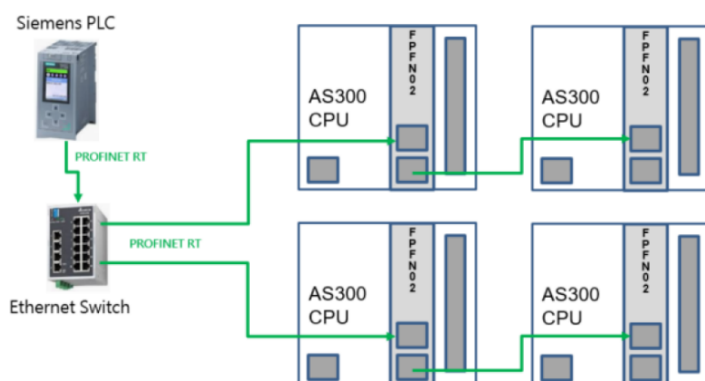 Siemens PLC
PROFINET RT
Ethernet Switch
PROFINET RT
AS300
CPU
FPFN02
AS300
CPU
FPFN02
AS300
CPU
FPFN02
AS300
CPU
FPFN02